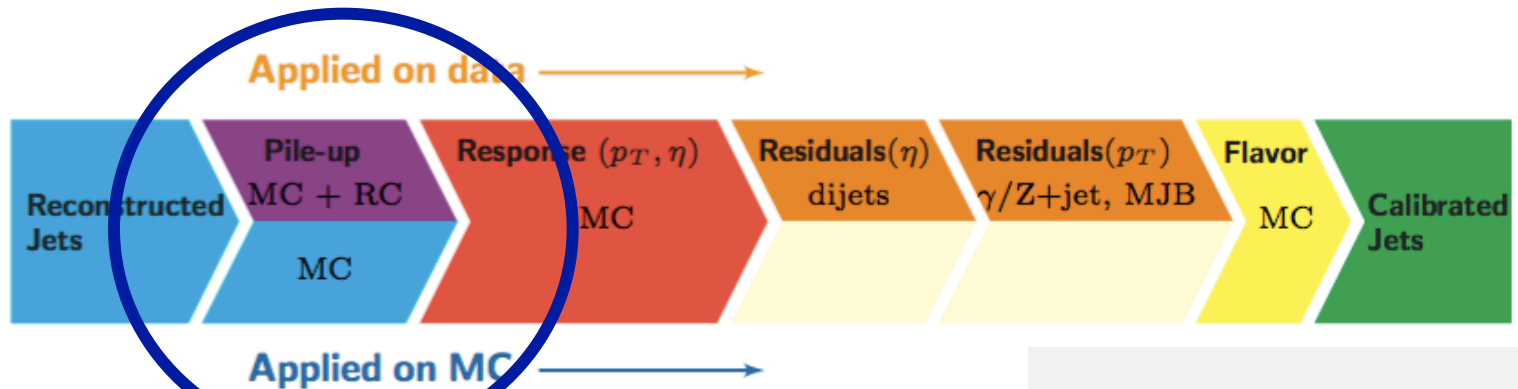 Applied on data
Reconstructed
Jets
Pile-up
MC + RC
MC
Response (p_T, η)
MC
Residuals(η)
dijets
Residuals(p_T)
γ/Z+jet, MJB
Flavor
MC
Calibrated
Jets
Applied on MC